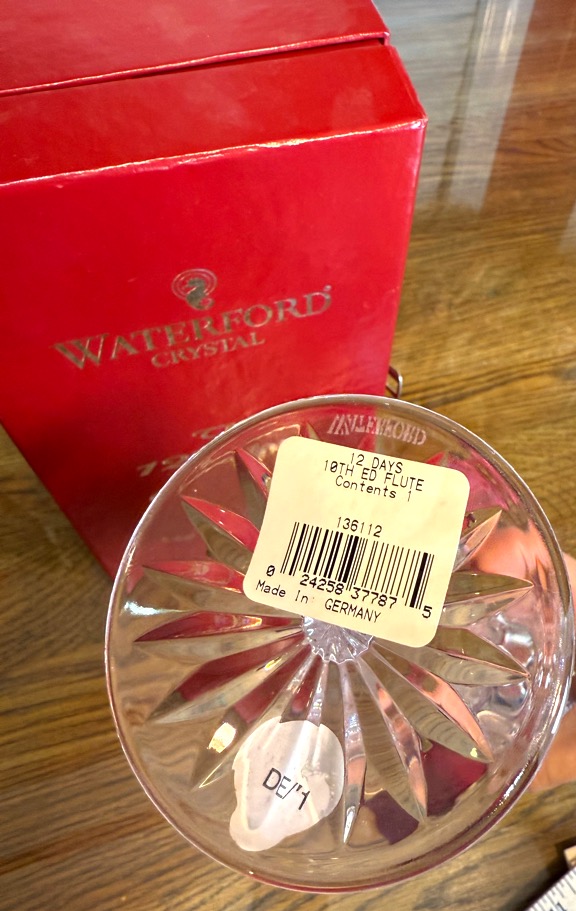 WATERFORD
CRYSTAL
WATERFORD
12 DAYS
10TH ED FLUTE
Contents 1
136112
0 24258 37787 5
Made In GERMANY
DE/"1